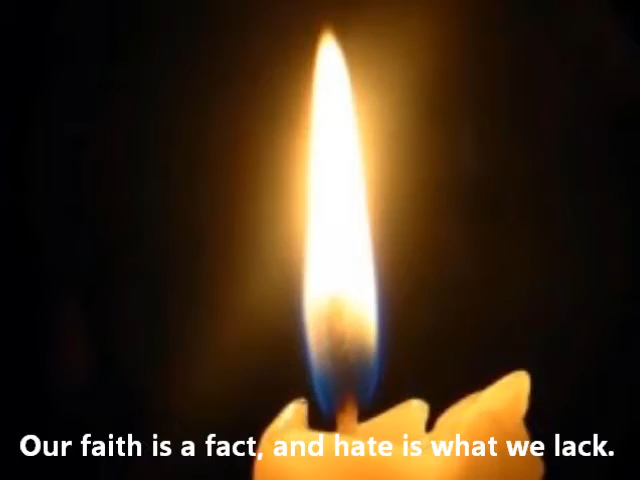 Our faith is a fact, and hate is what we lack.